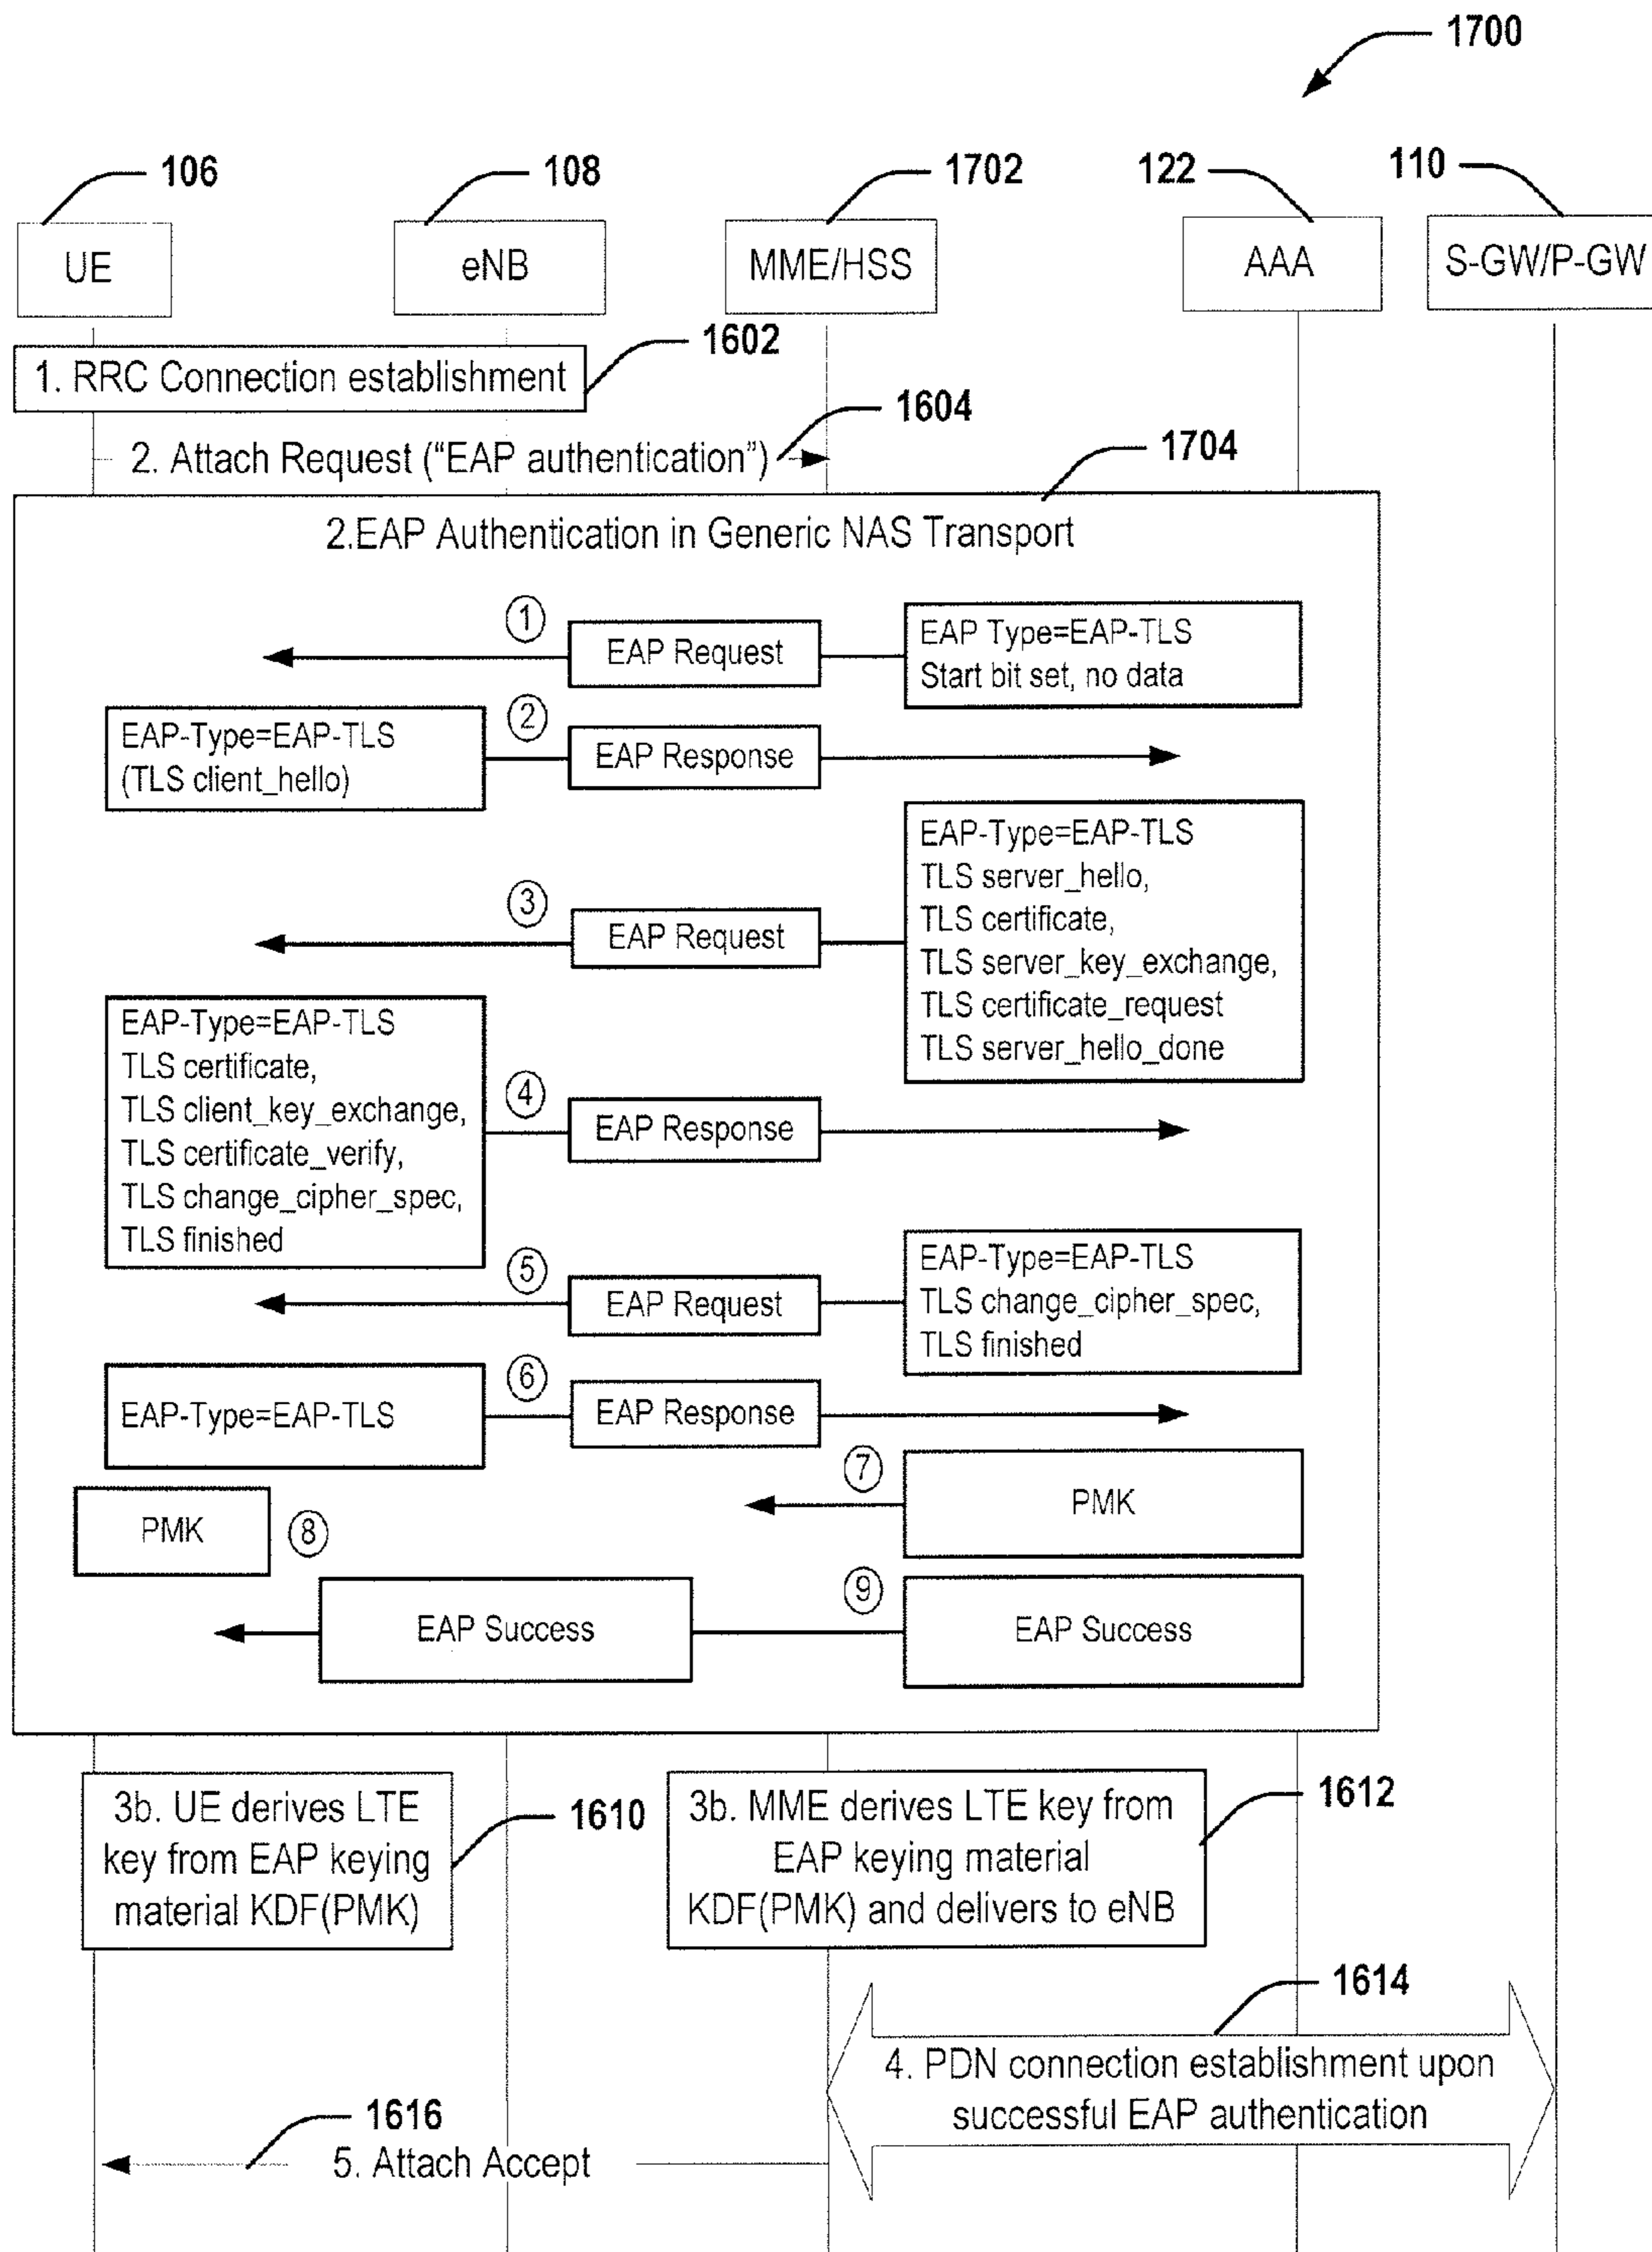 1700
106
108
1702
122
110
UE
eNB
MME/HSS
AAA
S-GW/P-GW
1602
1. RRC Connection establishment
1604
2. Attach Request ("EAP authentication")
1704
2.EAP Authentication in Generic NAS Transport
1
EAP Request
EAP Type=EAP-TLS
Start bit set, no data
EAP-Type=EAP-TLS
(TLS client_hello)
2
EAP Response
EAP-Type=EAP-TLS
TLS server_hello,
TLS certificate,
TLS server_key_exchange,
TLS certificate_request
TLS server_hello_done
3
EAP Request
EAP-Type=EAP-TLS
TLS certificate,
TLS client_key_exchange,
TLS certificate_verify,
TLS change_cipher_spec,
TLS finished
4
EAP Response
5
EAP Request
EAP-Type=EAP-TLS
TLS change_cipher_spec,
TLS finished
EAP-Type=EAP-TLS
6
EAP Response
7
PMK
PMK
8
EAP Success
9
EAP Success
3b. UE derives LTE
key from EAP keying
material KDF(PMK)
1610
3b. MME derives LTE key from
EAP keying material
KDF(PMK) and delivers to eNB
1612
1614
4. PDN connection establishment upon
successful EAP authentication
1616
5. Attach Accept